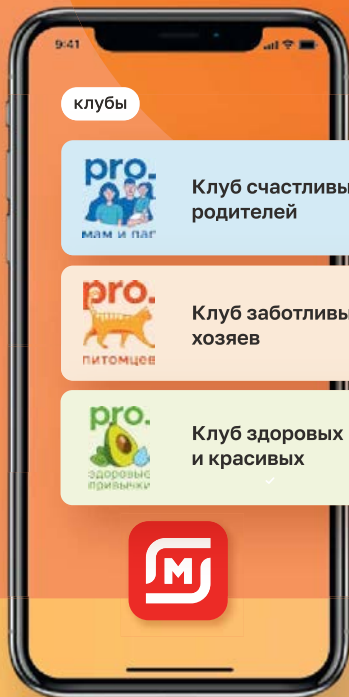 9:41
клубы
pro.
мам и пап
Клуб счастливы
родителей
pro.
питомцев
Клуб заботливы
хозяев
pro.
здоровые
привычки
Клуб здоровых
и красивых
М